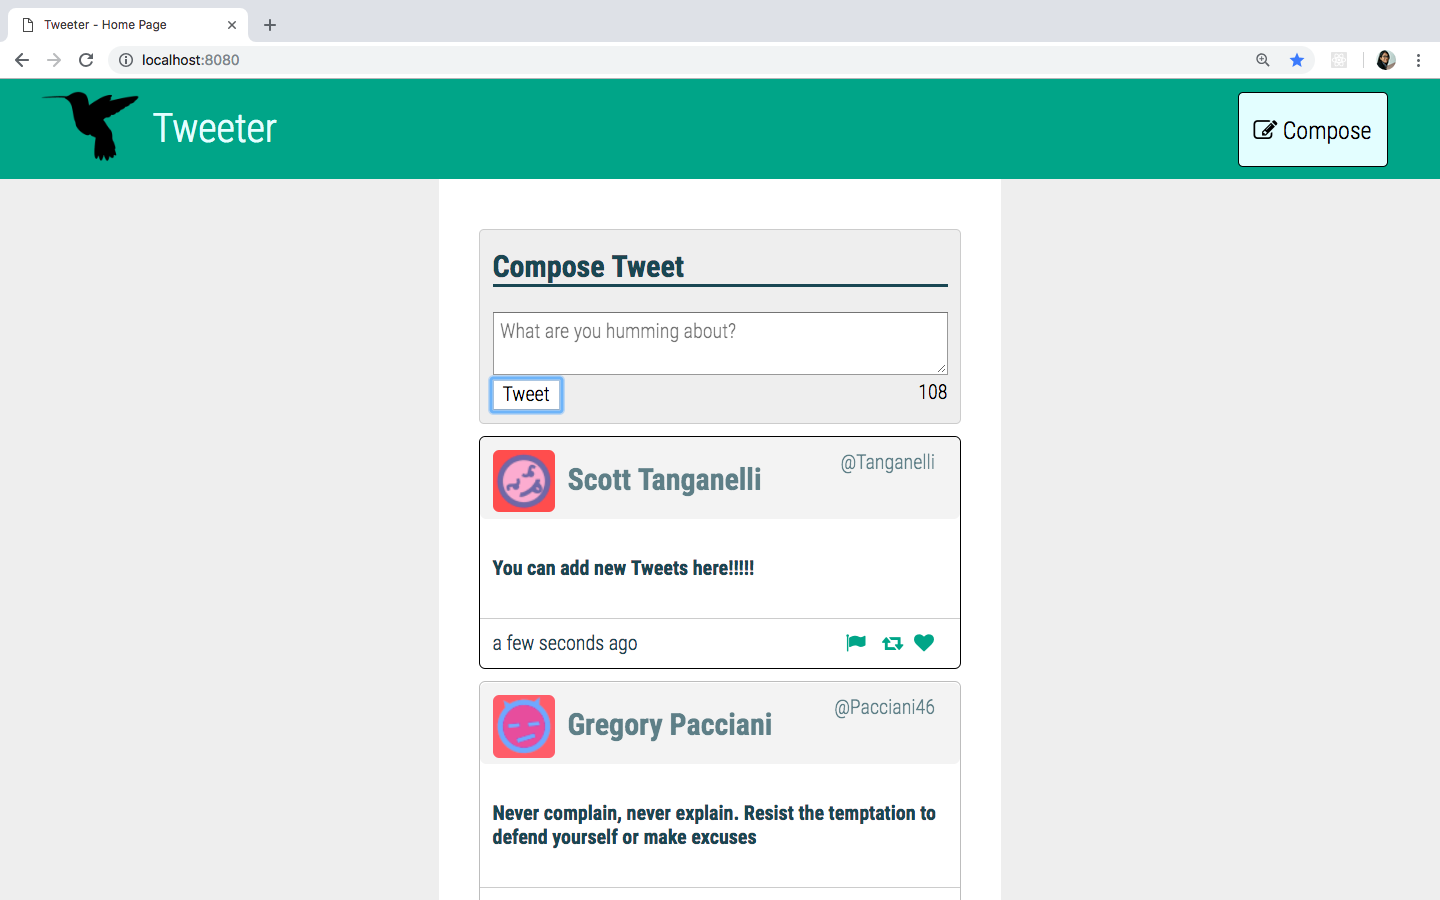 Tweeter - Home Page
localhost:8080
Tweeter
Compose
Compose Tweet
What are you humming about?
Tweet
108
Scott Tanganelli
@Tanganelli
You can add new Tweets here!!!!!
a few seconds ago
Gregory Pacciani
@Pacciani46
Never complain, never explain. Resist the temptation to
defend yourself or make excuses